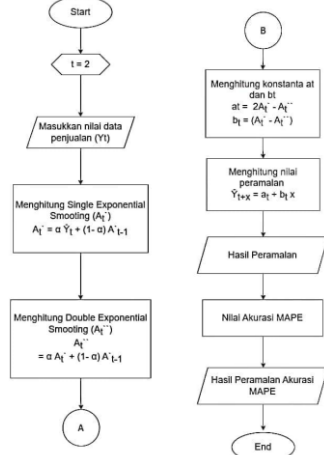 Start
t = 2
Masukkan nilai data
penjualan (Yt)
Menghitung Single Exponential
Smooting (At`)
At` = α Ŷt + (1- α) A`t-1
Menghitung Double Exponential
Smooting (At``)
At``
= α At` + (1- α) A``t-1
A
B
Menghitung konstanta at
dan bt
at = 2At` - At``
bt = (At` - At``)
Menghitung nilai
peramalan
Ŷt+x = at + bt x
Hasil Peramalan
Nilai Akurasi MAPE
Hasil Peramalan Akurasi
MAPE
End